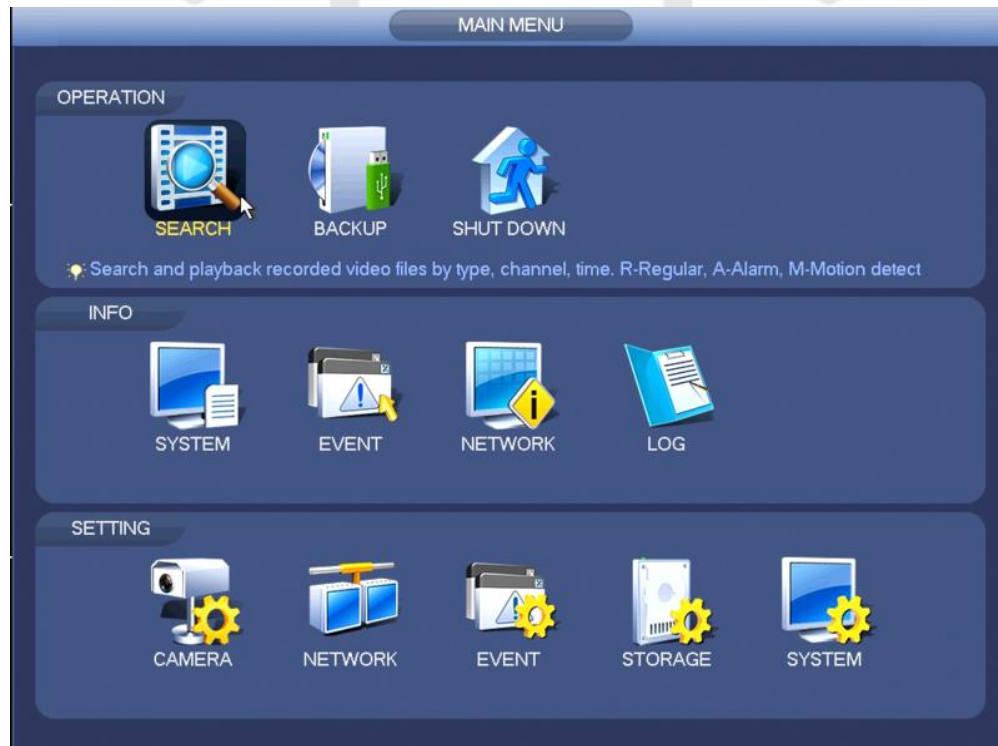 MAIN MENU
OPERATION
SEARCH BACKUP SHUT DOWN
Search and playback recorded video files by type, channel, time. R-Regular, A-Alarm, M-Motion detect
INFO
SYSTEM EVENT NETWORK LOG
SETTING
CAMERA NETWORK EVENT STORAGE SYSTEM